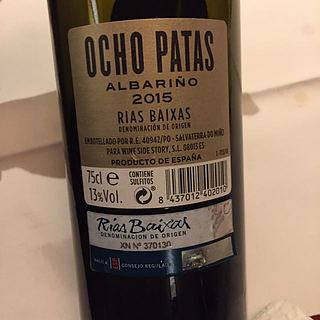 OCHO PATAS
ALBARIÑO
2015
RIAS BAIXAS
DENOMINACIÓN DE ORIGEN
EMBOTELLADO POR R.E. 40942/PO - SALVATERRA DO MIÑO
PARA WINE SIDE STORY, S.L. 08013 ES
PRODUCTO DE ESPAÑA
75cl e
13%Vol.
CONTIENE
SULFITOS
8 437012 402010
Rías Baixas
DENOMINACIÓN DE ORIGEN
XN Nº 370130
CONSEJO REGULADOR